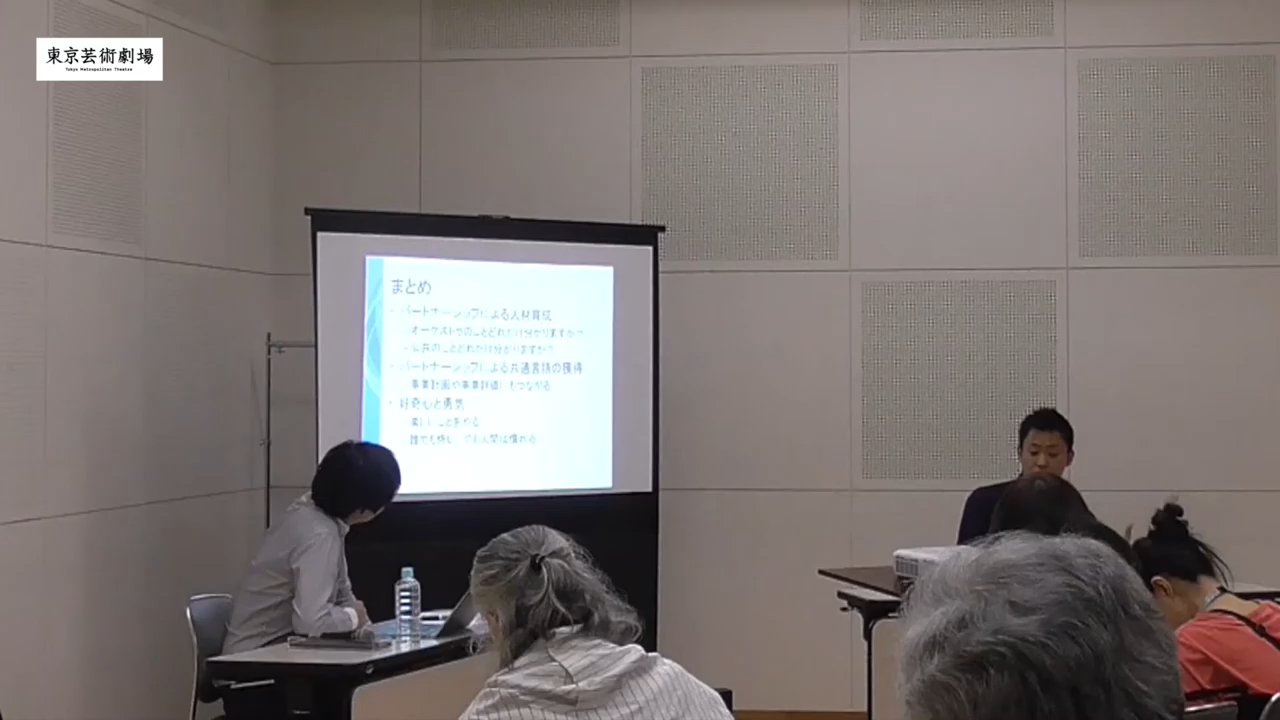 東京芸術劇場
Tokyo Metropolitan Theatre
まとめ
パートナーシップによる人材育成
オーケストラのことどれだけ分かりますか?
公共のことどれだけ分かりますか?
パートナーシップによる共通言語の獲得
事業計画や事業評価にもつながる
好奇心と勇気
楽しいことをやる
誰でも怖い
人間は慣れる